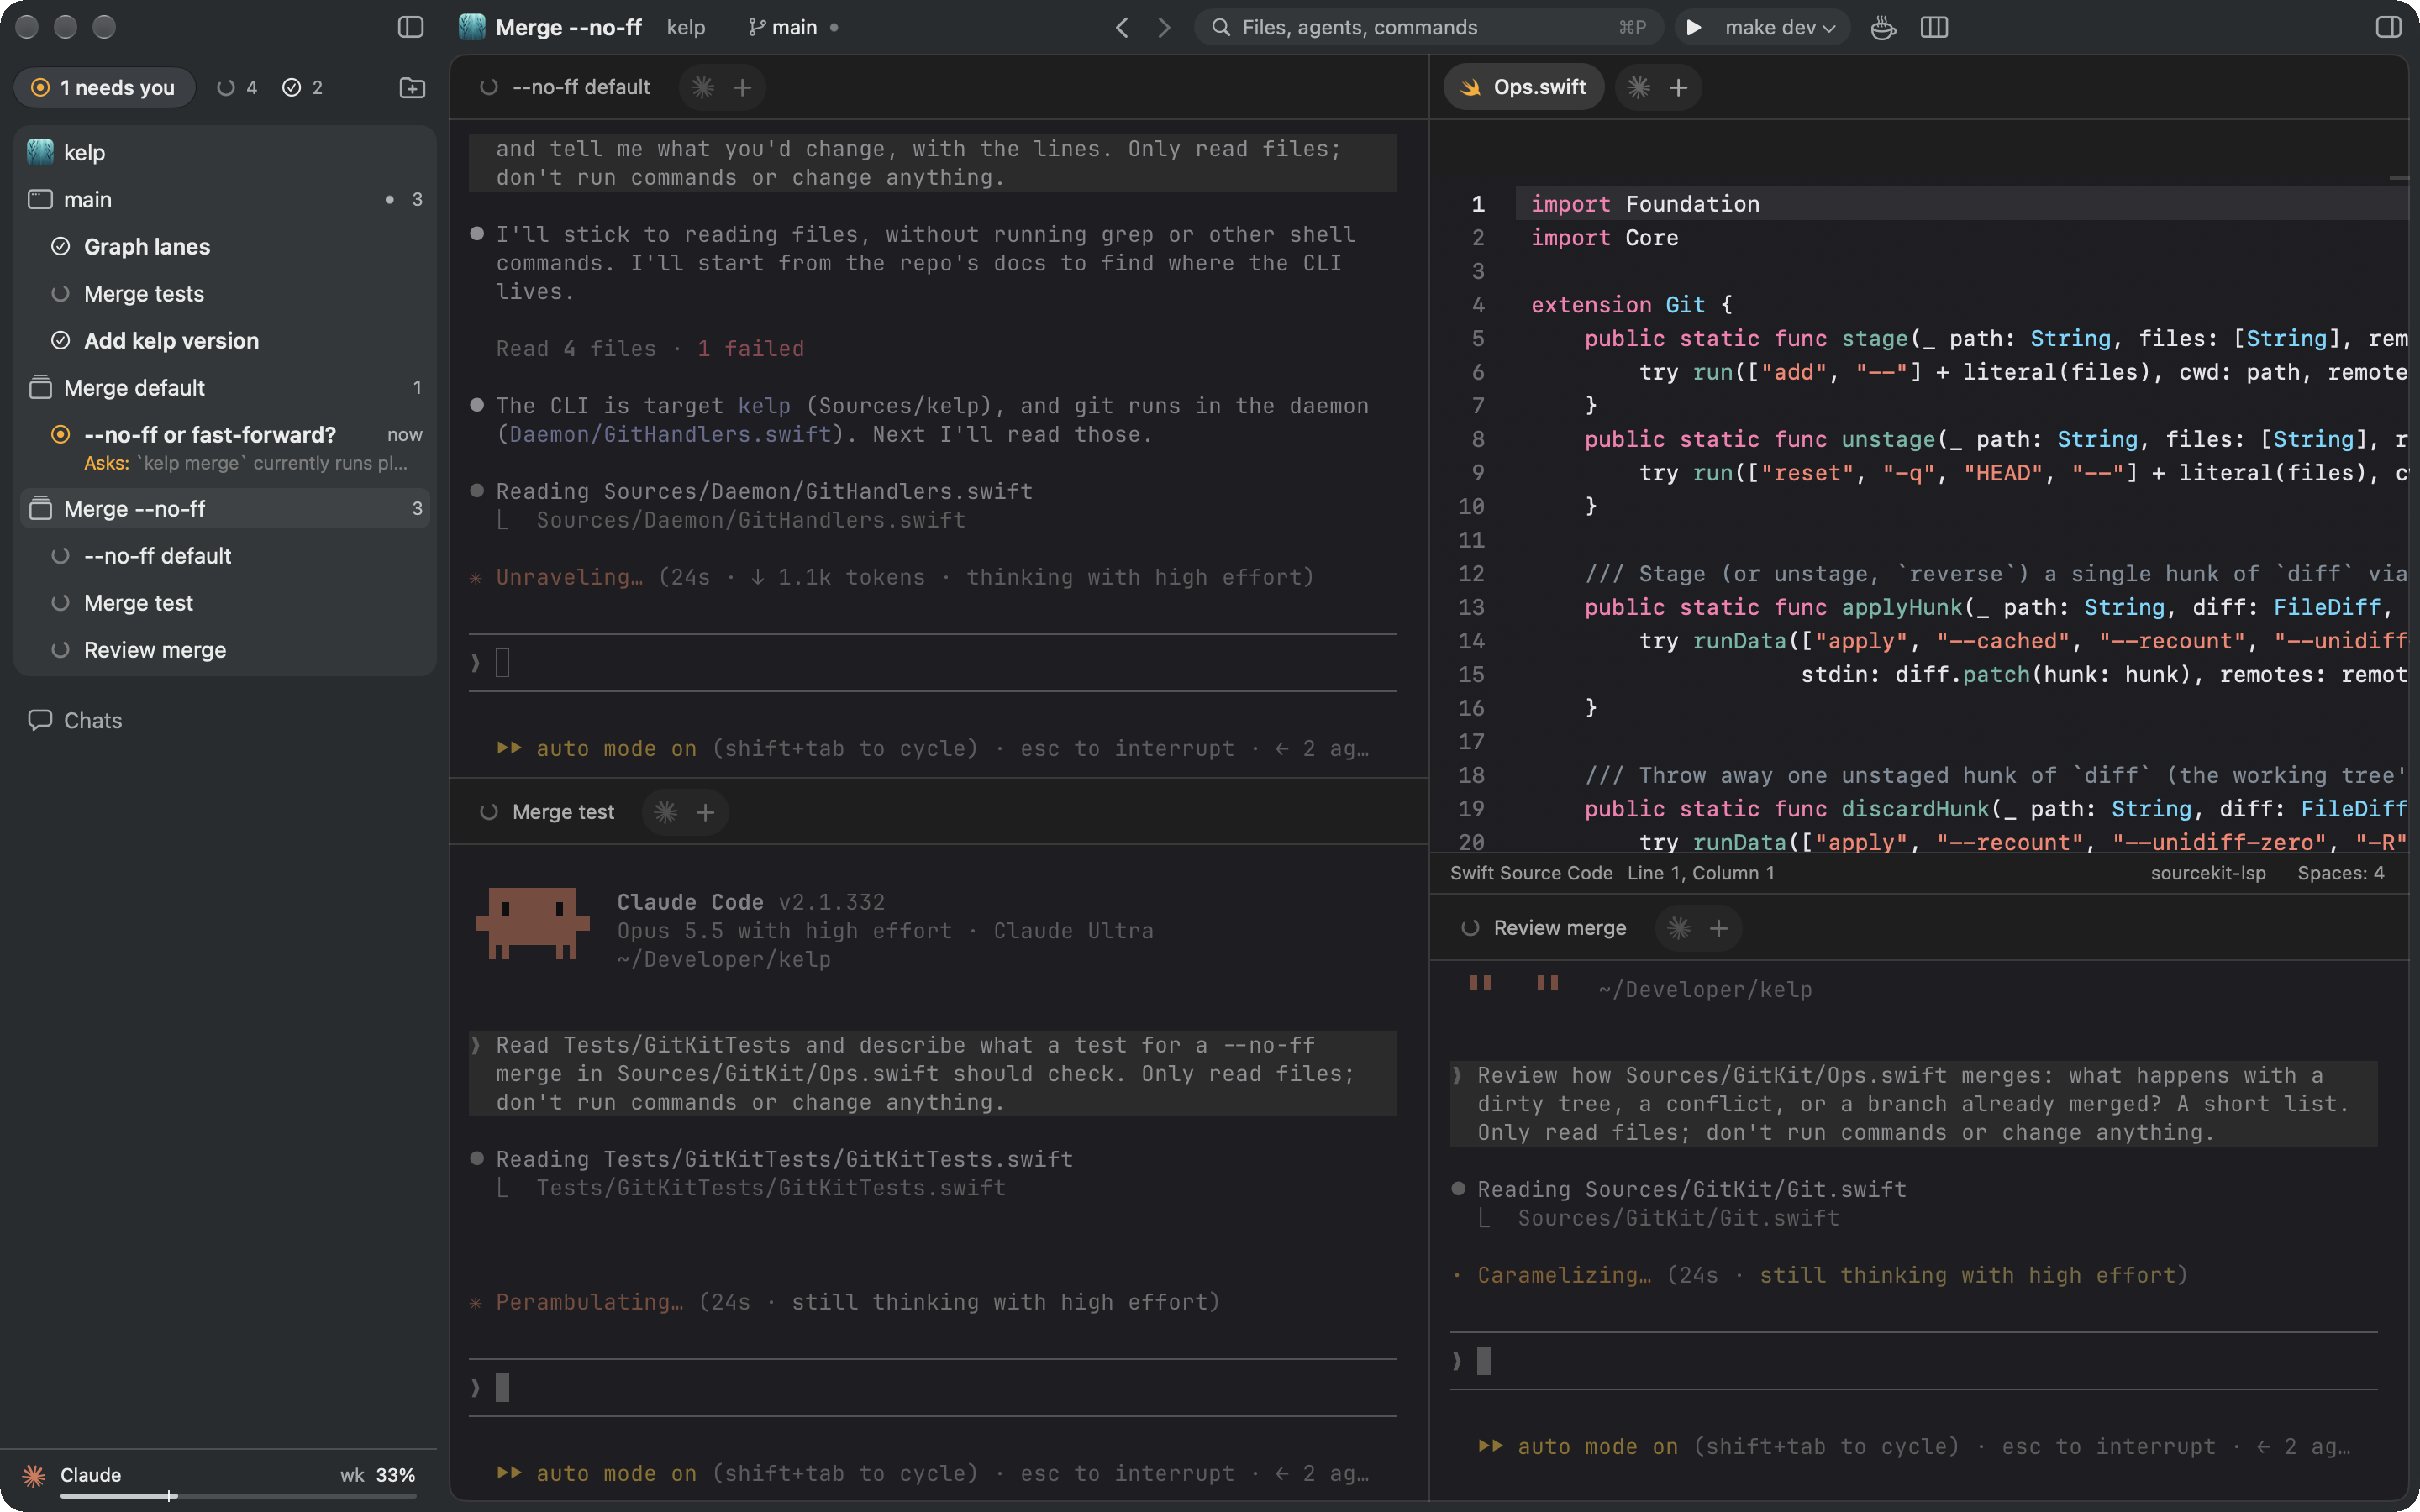 Merge --no-ff kelp main
Files, agents, commands ⌘P
make dev
1 needs you 4 2
kelp
main 3
Graph lanes
Merge tests
Add kelp version
Merge default 1
--no-ff or fast-forward? now
Asks: `kelp merge` currently runs pl...
Merge --no-ff 3
--no-ff default
Merge test
Review merge
Chats
Claude wk 33%
--no-ff default
and tell me what you'd change, with the lines. Only read files;
don't run commands or change anything.
I'll stick to reading files, without running grep or other shell
commands. I'll start from the repo's docs to find where the CLI
lives.
Read 4 files · 1 failed
The CLI is target kelp (Sources/kelp), and git runs in the daemon
(Daemon/GitHandlers.swift). Next I'll read those.
Reading Sources/Daemon/GitHandlers.swift
Sources/Daemon/GitHandlers.swift
Unraveling… (24s · ↓ 1.1k tokens · thinking with high effort)
auto mode on (shift+tab to cycle) · esc to interrupt · ← 2 ag…
Merge test
Claude Code v2.1.332
Opus 5.5 with high effort · Claude Ultra
~/Developer/kelp
Read Tests/GitKitTests and describe what a test for a --no-ff
merge in Sources/GitKit/Ops.swift should check. Only read files;
don't run commands or change anything.
Reading Tests/GitKitTests/GitKitTests.swift
Tests/GitKitTests/GitKitTests.swift
Perambulating… (24s · still thinking with high effort)
auto mode on (shift+tab to cycle) · esc to interrupt · ← 2 ag…
Ops.swift
1 import Foundation
2 import Core
3
4 extension Git {
5 public static func stage(_ path: String, files: [String], rem
6 try run(["add", "--"] + literal(files), cwd: path, remote
7 }
8 public static func unstage(_ path: String, files: [String], r
9 try run(["reset", "-q", "HEAD", "--"] + literal(files), c
10 }
11
12 /// Stage (or unstage, `reverse`) a single hunk of `diff` via
13 public static func applyHunk(_ path: String, diff: FileDiff,
14 try runData(["apply", "--cached", "--recount", "--unidiff
15 stdin: diff.patch(hunk: hunk), remotes: remot
16 }
17
18 /// Throw away one unstaged hunk of `diff` (the working tree'
19 public static func discardHunk(_ path: String, diff: FileDiff
20 try runData(["apply", "--recount", "--unidiff-zero", "-R"
Swift Source Code Line 1, Column 1 sourcekit-lsp Spaces: 4
Review merge
~/Developer/kelp
Review how Sources/GitKit/Ops.swift merges: what happens with a
dirty tree, a conflict, or a branch already merged? A short list.
Only read files; don't run commands or change anything.
Reading Sources/GitKit/Git.swift
Sources/GitKit/Git.swift
Caramelizing… (24s · still thinking with high effort)
auto mode on (shift+tab to cycle) · esc to interrupt · ← 2 ag…